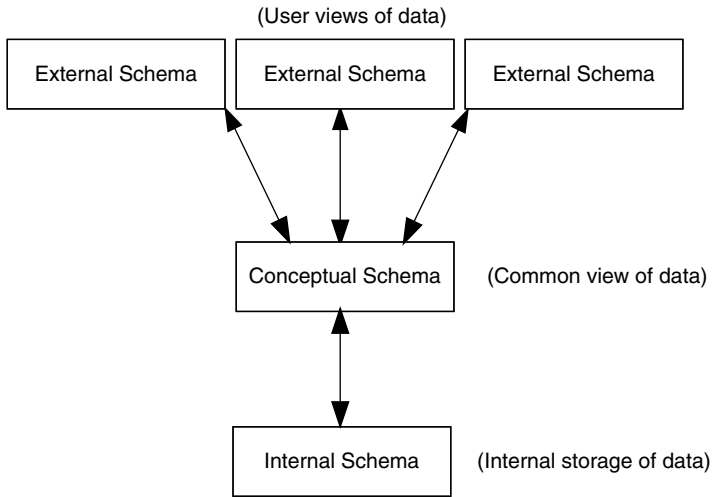 (User views of data)
External Schema
External Schema
External Schema
Conceptual Schema
(Common view of data)
Internal Schema
(Internal storage of data)